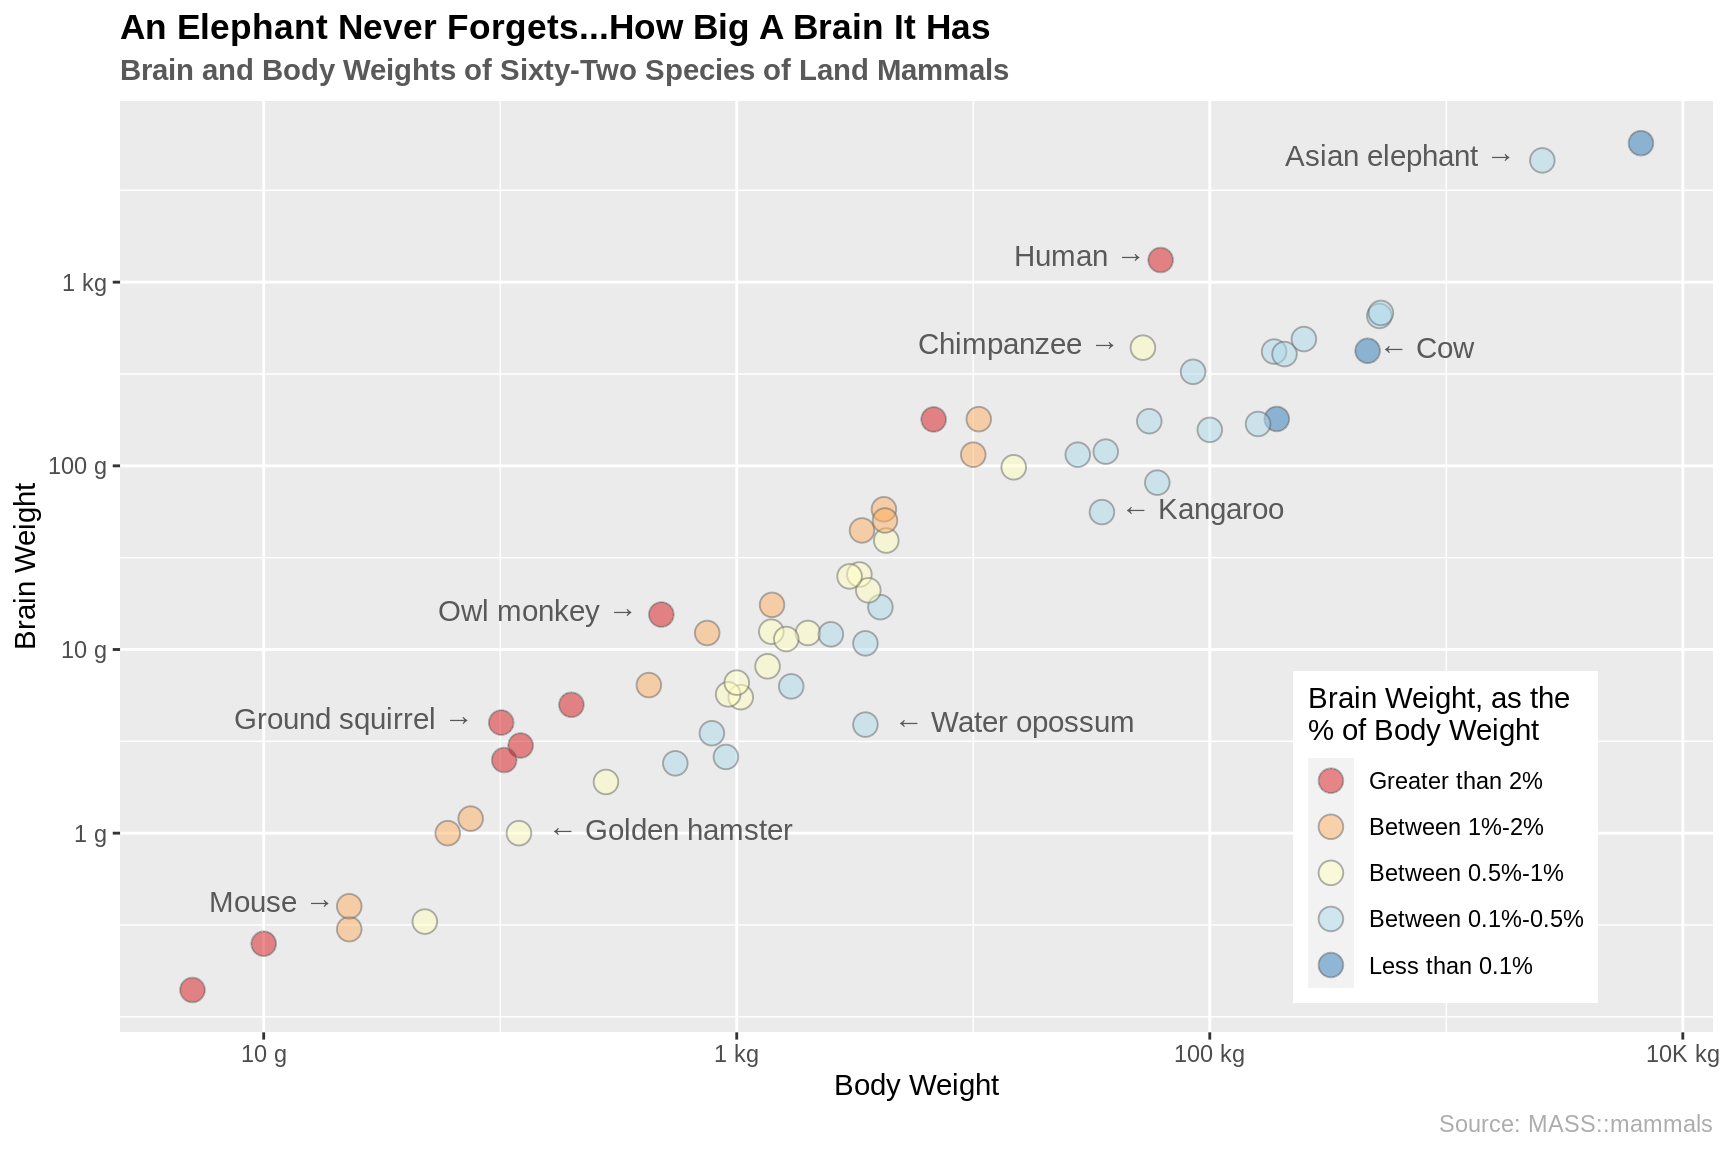 An Elephant Never Forgets...How Big A Brain It Has
Brain and Body Weights of Sixty-Two Species of Land Mammals
Asian elephant →
Human →
1 kg
Chimpanzee →
← Cow
100 g
← Kangaroo
Brain Weight
Owl monkey →
10 g
Ground squirrel →
← Water opossum
1 g
← Golden hamster
Mouse →
Brain Weight, as the
% of Body Weight
Greater than 2%
Between 1%-2%
Between 0.5%-1%
Between 0.1%-0.5%
Less than 0.1%
10 g
1 kg
100 kg
10K kg
Body Weight
Source: MASS::mammals